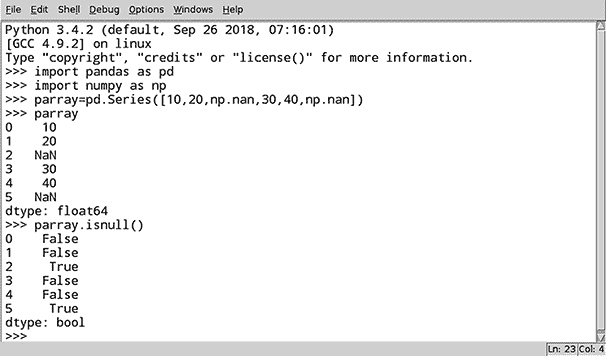 File Edit Shell Debug Options Windows Help
Python 3.4.2 (default, Sep 26 2018, 07:16:01)
[GCC 4.9.2] on linux
Type "copyright", "credits" or "license()" for more information.
>>> import pandas as pd
>>> import numpy as np
>>> parray=pd.Series([10,20,np.nan,30,40,np.nan])
>>> parray
0    10
1    20
2   NaN
3    30
4    40
5   NaN
dtype: float64
>>> parray.isnull()
0    False
1    False
2     True
3    False
4    False
5     True
dtype: bool
>>>
Ln: 23 Col: 4